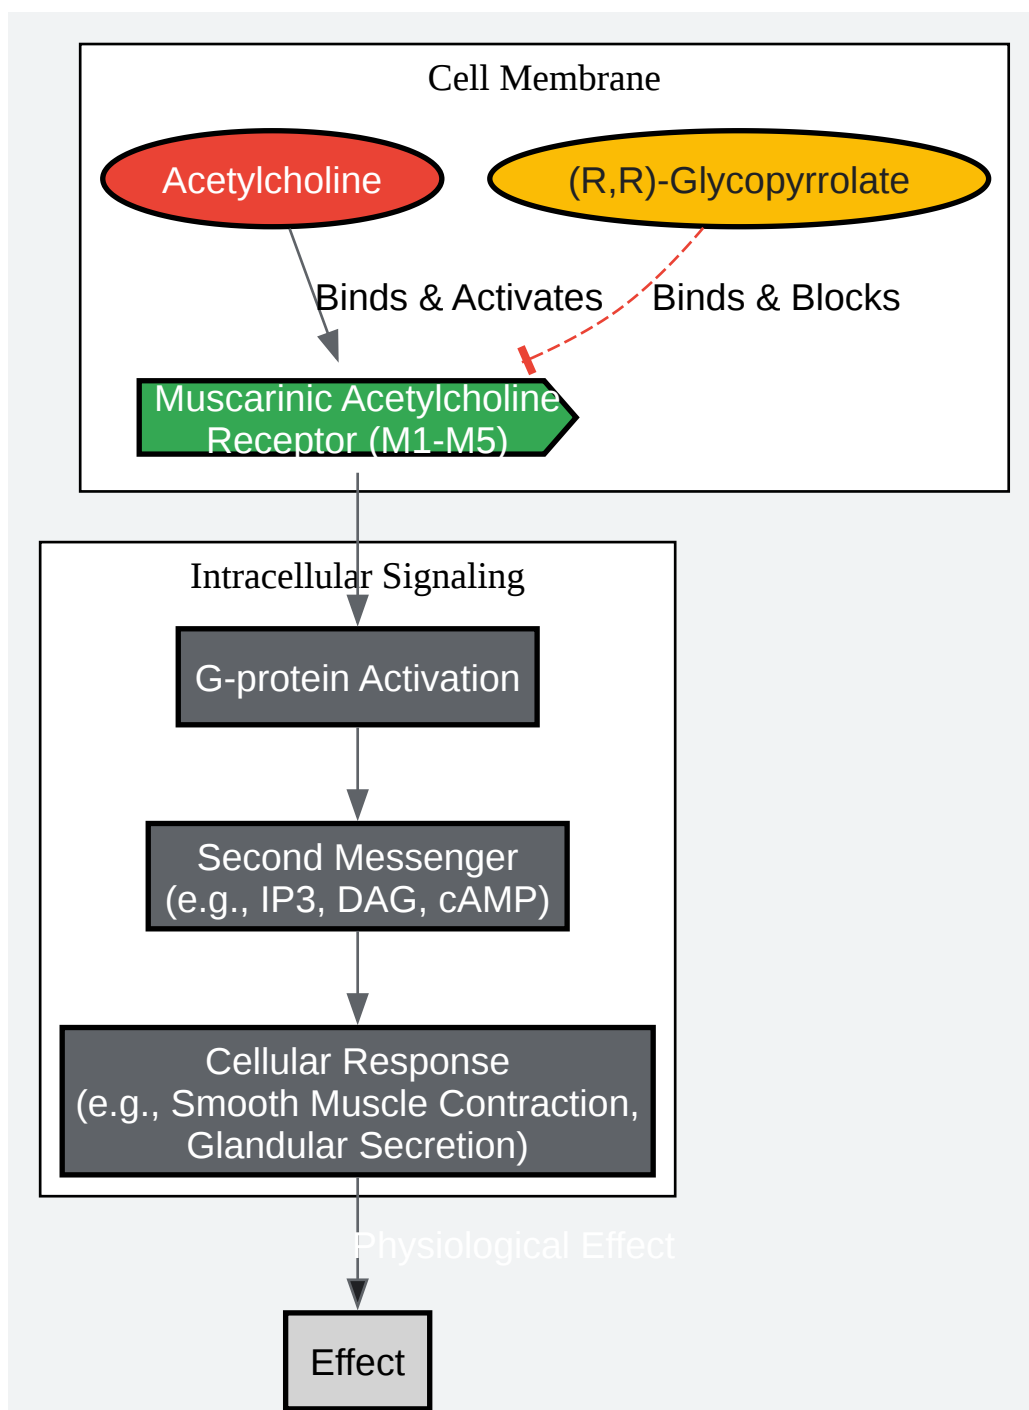 Cell Membrane
Acetylcholine
(R,R)-Glycopyrrolate
Binds & Activates
Binds & Blocks
Muscarinic Acetylcholine
Receptor (M1-M5)
Intracellular Signaling
G-protein Activation
Second Messenger
(e.g., IP3, DAG, cAMP)
Cellular Response
(e.g., Smooth Muscle Contraction,
Glandular Secretion)
Physiological Effect
Effect